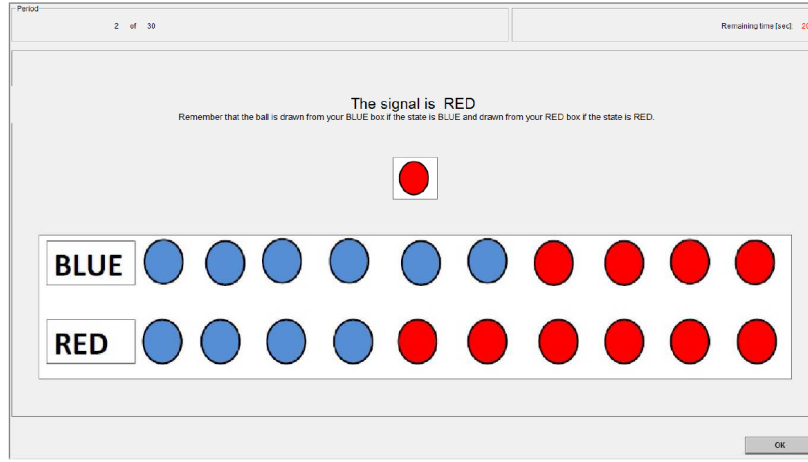 Period
2 of 30
Remaining time [sec]: 20
The signal is RED
Remember that the ball is drawn from your BLUE box if the state is BLUE and drawn from your RED box if the state is RED.
BLUE
RED
OK